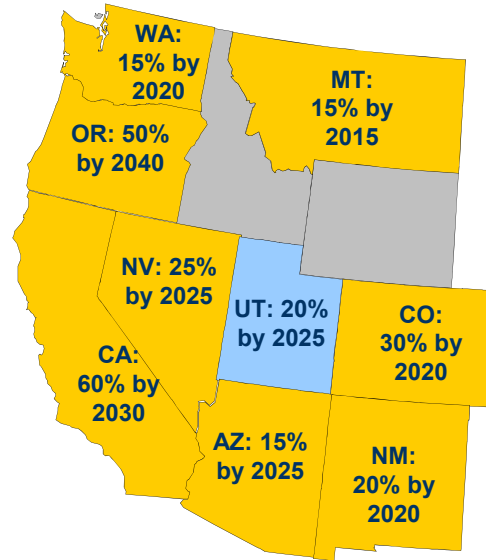 WA:
15% by
2020
MT:
15% by
2015
OR: 50%
by 2040
NV: 25%
by 2025
UT: 20%
by 2025
CO:
30% by
2020
CA:
60% by
2030
AZ: 15%
by 2025
NM:
20% by
2020